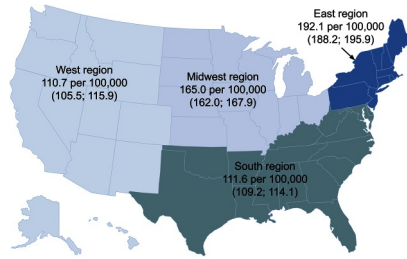 East region
192.1 per 100,000
(188.2; 195.9)
West region
110.7 per 100,000
(105.5; 115.9)
Midwest region
165.0 per 100,000
(162.0; 167.9)
South region
111.6 per 100,000
(109.2; 114.1)